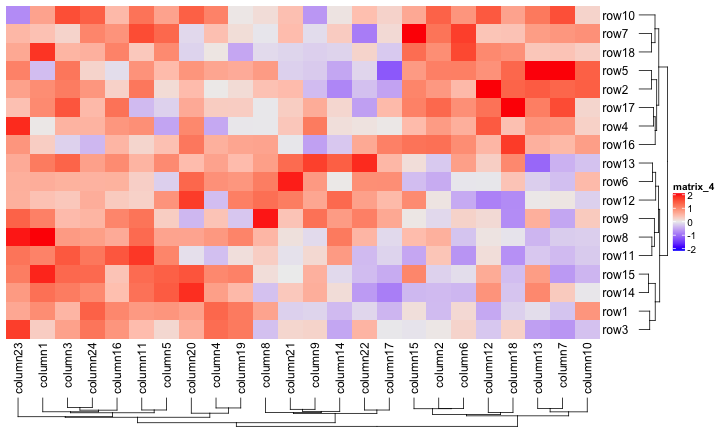 row10
row7
row18
row5
row2
row17
row4
row16
row13
row6
row12
row9
row8
row11
row15
row14
row1
row3
matrix_4
2
1
0
-1
-2
column23
column1
column3
column24
column16
column11
column5
column20
column4
column19
column8
column21
column9
column14
column22
column17
column15
column2
column6
column12
column18
column13
column7
column10